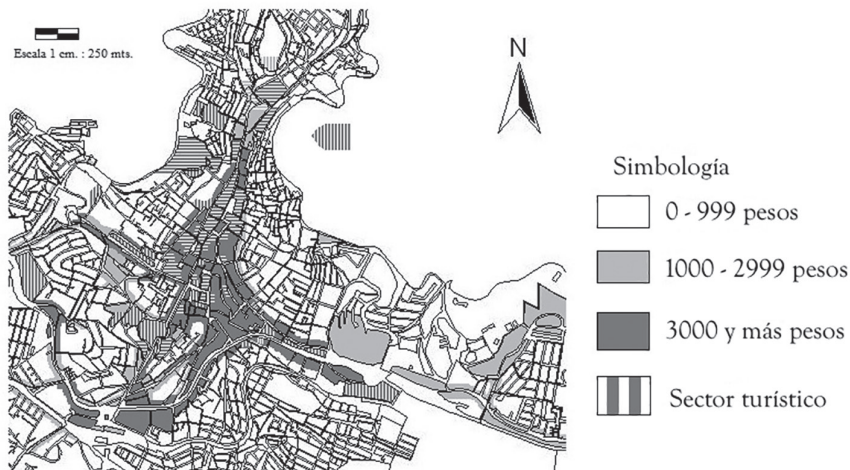 Escala 1 cm. : 250 mts.
N
Simbología
0 - 999 pesos
1000 - 2999 pesos
3000 y más pesos
Sector turístico